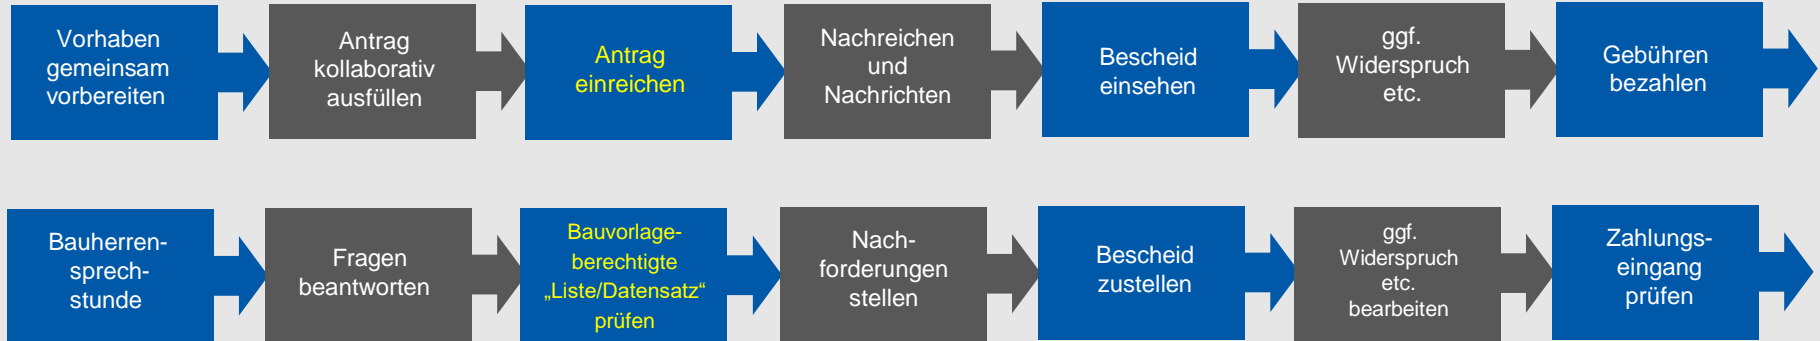 Vorhaben
gemeinsam
vorbereiten
Antrag
kollaborativ
ausfüllen
Antrag
einreichen
Nachreichen
und
Nachrichten
Bescheid
einsehen
ggf.
Widerspruch
etc.
Gebühren
bezahlen
Bauherren-
sprech-
stunde
Fragen
beantworten
Bauvorlage-
berechtigte
„Liste/Datensatz“
prüfen
Nach-
forderungen
stellen
Bescheid
zustellen
ggf.
Widerspruch
etc.
bearbeiten
Zahlungs-
eingang
prüfen